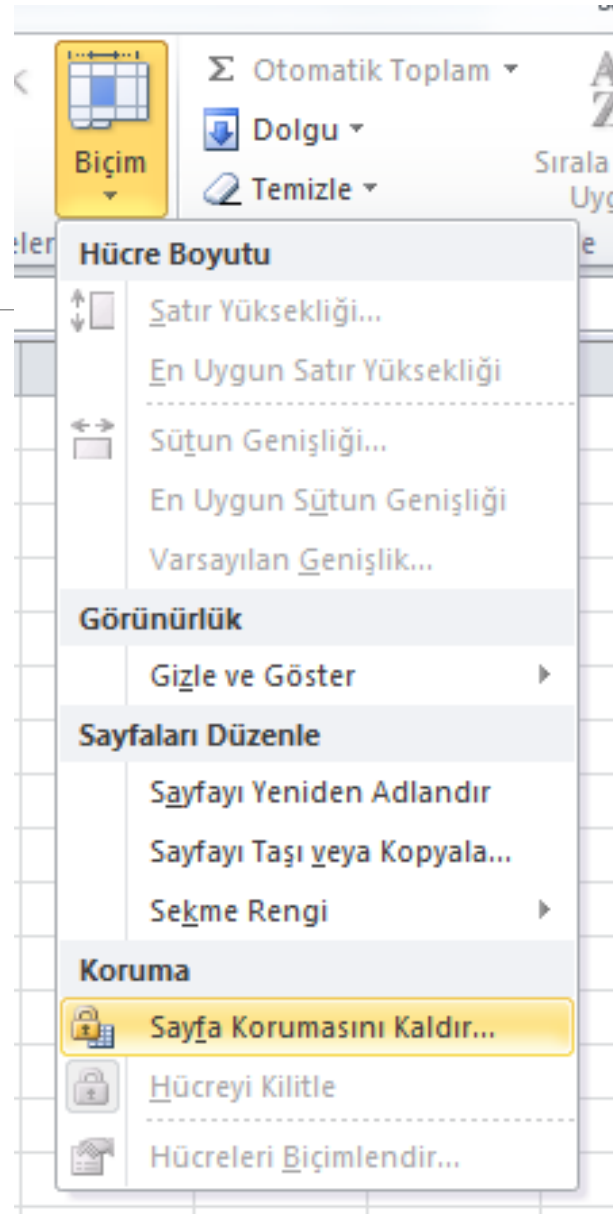 Σ Otomatik Toplam
Dolgu
Biçim
Temizle
Sırala
Hücre Boyutu
Satır Yüksekliği...
En Uygun Satır Yüksekliği
Sütun Genişliği...
En Uygun Sütun Genişliği
Varsayılan Genişlik...
Görünürlük
Gizle ve Göster
Sayfaları Düzenle
Sayfayı Yeniden Adlandır
Sayfayı Taşı veya Kopyala...
Sekme Rengi
Koruma
Sayfa Korumasını Kaldır...
Hücreyi Kilitle
Hücreleri Biçimlendir...